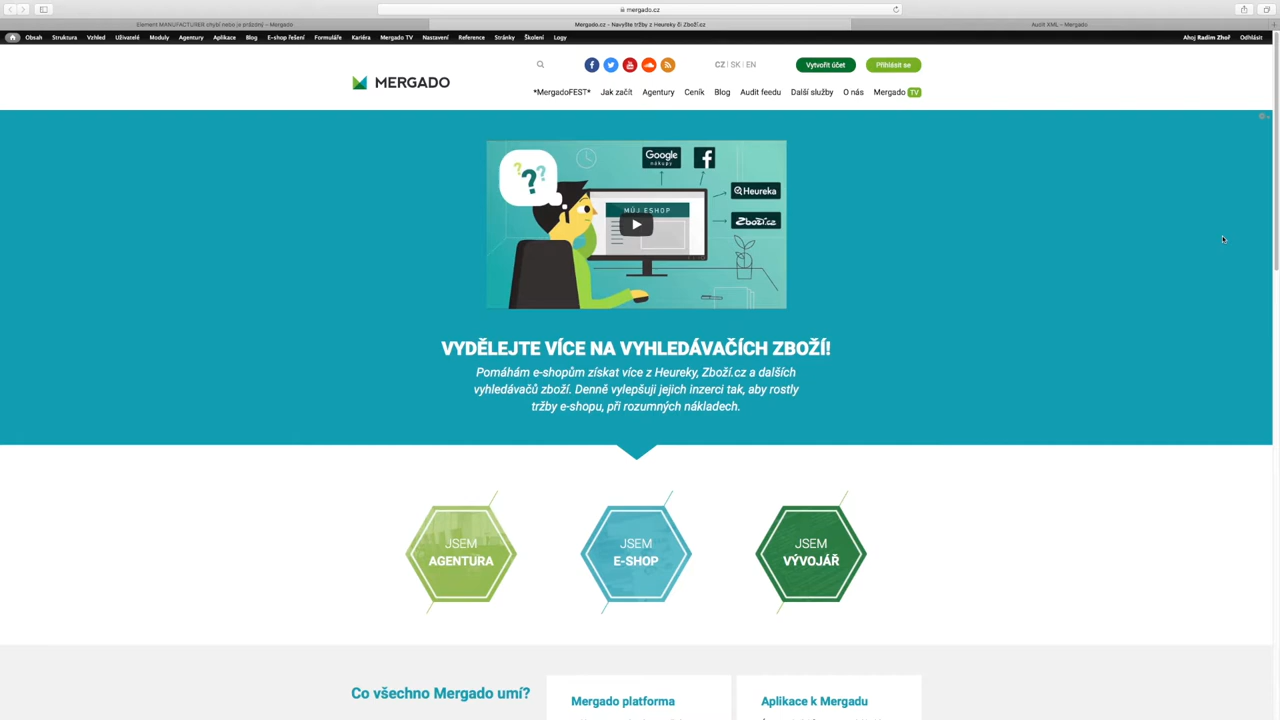 mergado.cz
Element MANUFACTURER chybí nebo je prázdný – Mergado
Mergado.cz - Navyšte tržby z Heureky či Zboží.cz
Audit XML – Mergado
Obsah Struktura Vzhled Uživatelé Moduly Agentury Aplikace Blog E-shop řešení Formuláře Kariéra Mergado TV Nastavení Reference Stránky Školení Logy
Ahoj Radim Zhoř Odhlásit
CZ | SK | EN
Vytvořit účet
Přihlásit se
MERGADO
*MergadoFEST* Jak začít Agentury Ceník Blog Audit feedu Další služby O nás Mergado TV
Google
nákupy
Heureka
MŮJ ESHOP
Zboží.cz
VYDĚLEJTE VÍCE NA VYHLEDÁVAČÍCH ZBOŽÍ!
Pomáhám e-shopům získat více z Heureky, Zboží.cz a dalších
vyhledávačů zboží. Denně vylepšuji jejich inzerci tak, aby rostly
tržby e-shopu, při rozumných nákladech.
JSEM
AGENTURA
JSEM
E-SHOP
JSEM
VÝVOJÁŘ
Co všechno Mergado umí?
Mergado platforma
Aplikace k Mergadu